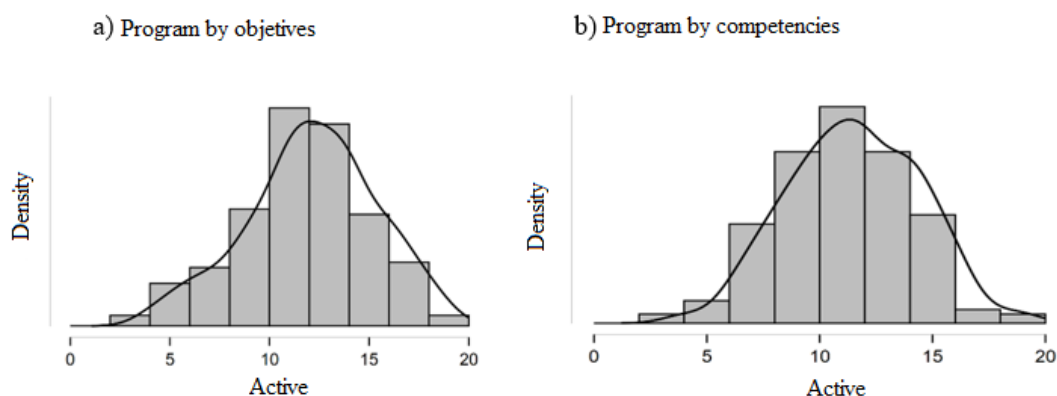 a) Program by objetives
b) Program by competencies
Density
0 5 10 15 20
Active
Density
0 5 10 15 20
Active